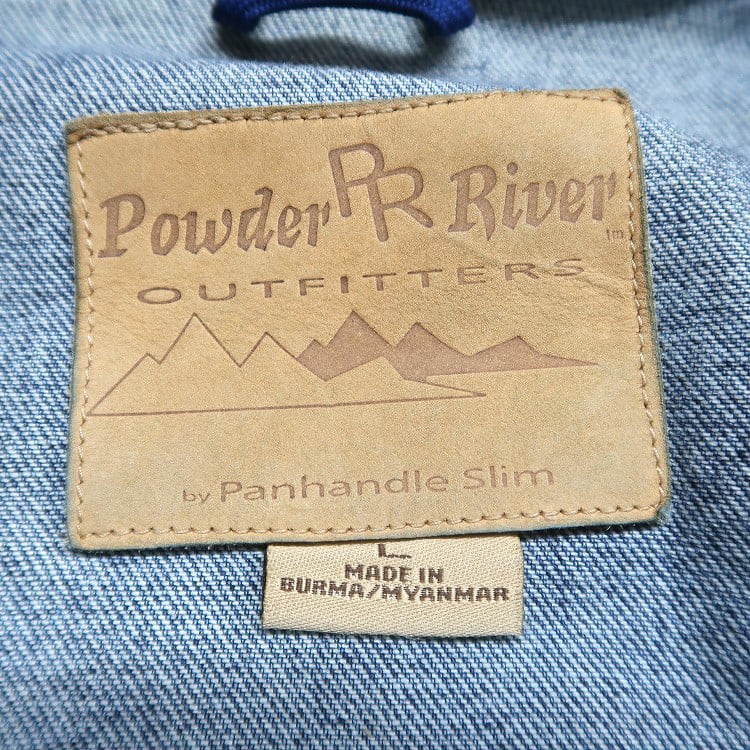 Powder PR River tm
OUTFITTERS
by Panhandle Slim
L
MADE IN
BURMA/MYANMAR